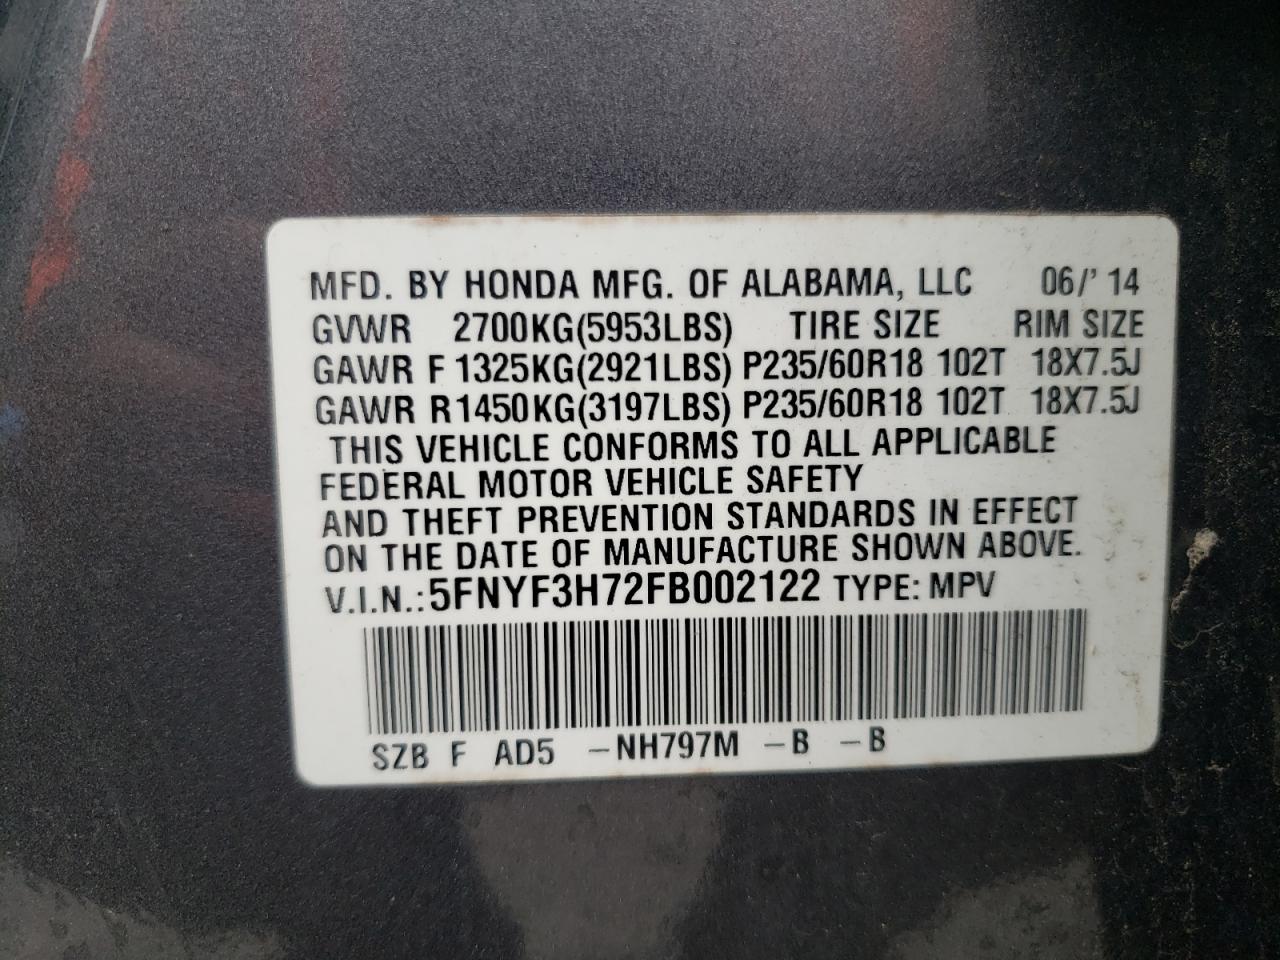 MFD. BY HONDA MFG. OF ALABAMA, LLC 06/' 14
GVWR 2700KG(5953LBS) TIRE SIZE RIM SIZE
GAWR F 1325KG(2921LBS) P235/60R18 102T 18X7.5J
GAWR R1450KG(3197LBS) P235/60R18 102T 18X7.5J
THIS VEHICLE CONFORMS TO ALL APPLICABLE
FEDERAL MOTOR VEHICLE SAFETY
AND THEFT PREVENTION STANDARDS IN EFFECT
ON THE DATE OF MANUFACTURE SHOWN ABOVE.
V.I.N.: 5FNYF3H72FB002122 TYPE: MPV
SZB F AD5 -NH797M -B -B